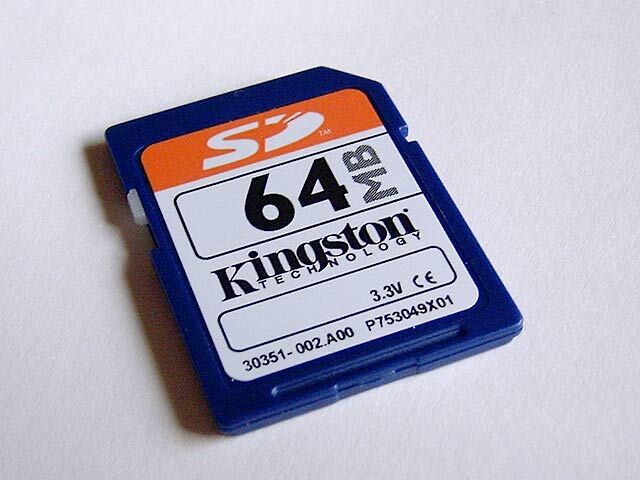 SD™
64 MB
Kingston
TECHNOLOGY
3.3V CE
30351-002.A00 P753049X01